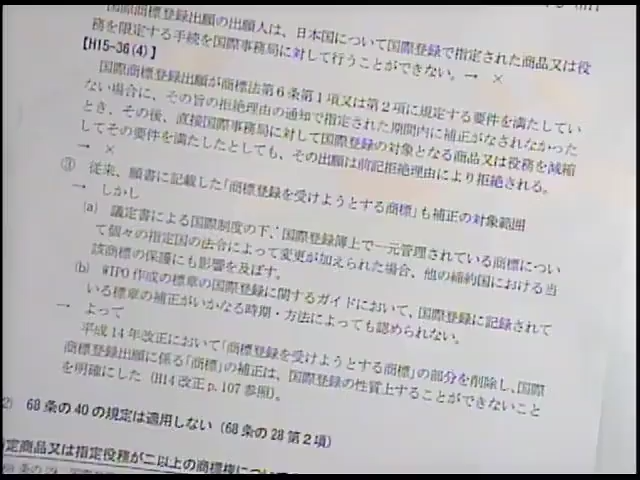 国際商標登録出願の出願人は、日本国について国際登録で指定された商品又は役
務を限定する手続を国際事務局に対して行うことができない。→ ×
【H15-36(4)】
国際商標登録出願が商標法第6条第1項又は第2項に規定する要件を満たしてい
ない場合に、その旨の拒絶理由の通知で指定された期間内に補正がなされなかった
とき、その後、直接国際事務局に対して国際登録の対象となる商品又は役務を減縮
してその要件を満たしたとしても、その出願は前記拒絶理由により拒絶される。
→ ×
③ 従来、願書に記載した「商標登録を受けようとする商標」も補正の対象範囲
→ しかし
(a) 議定書による国際制度の下、国際登録簿上で一元管理されている商標につい
て個々の指定国の法令によって変更が加えられた場合、他の締約国における当
該商標の保護にも影響を及ぼす。
(b) WIPO作成の標章の国際登録に関するガイドにおいて、国際登録に記録されて
いる標章の補正がいかなる時期・方法によっても認められない。
→ よって
平成14年改正において「商標登録を受けようとする商標」の部分を削除し、国際
商標登録出願に係る「商標」の補正は、国際登録の性質上することができないこと
を明確にした(H14改正p.107参照)。
2) 68条の40の規定は適用しない(68条の28第2項)
定商品又は指定役務が二以上の商標権について